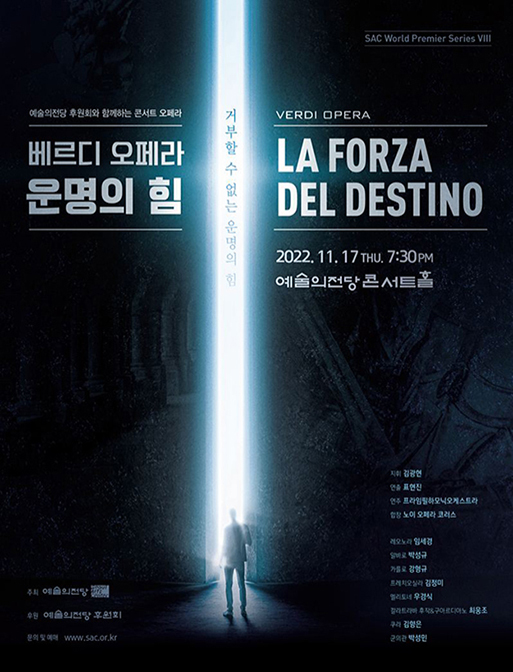 SAC World Premier Series VIII
예술의전당 후원회와 함께하는 콘서트 오페라
베르디 오페라
운명의 힘
거부할 수 없는 운명의 힘
VERDI OPERA
LA FORZA
DEL DESTINO
2022. 11. 17 THU. 7:30PM
예술의전당 콘서트홀
지휘 김광현
연출 표현진
연주 프라임필하모닉오케스트라
합창 노이 오페라 코러스
레오노라 임세경
알바로 박성규
카를로 강형규
프레치오실라 김정미
멜리토네 우경식
칼라트라바 후작&구아르디아노 최웅조
쿠라 김향은
군의관 박성민
주최 예술의전당
후원 예술의전당 후원회
문의 및 예매 www.sac.or.kr